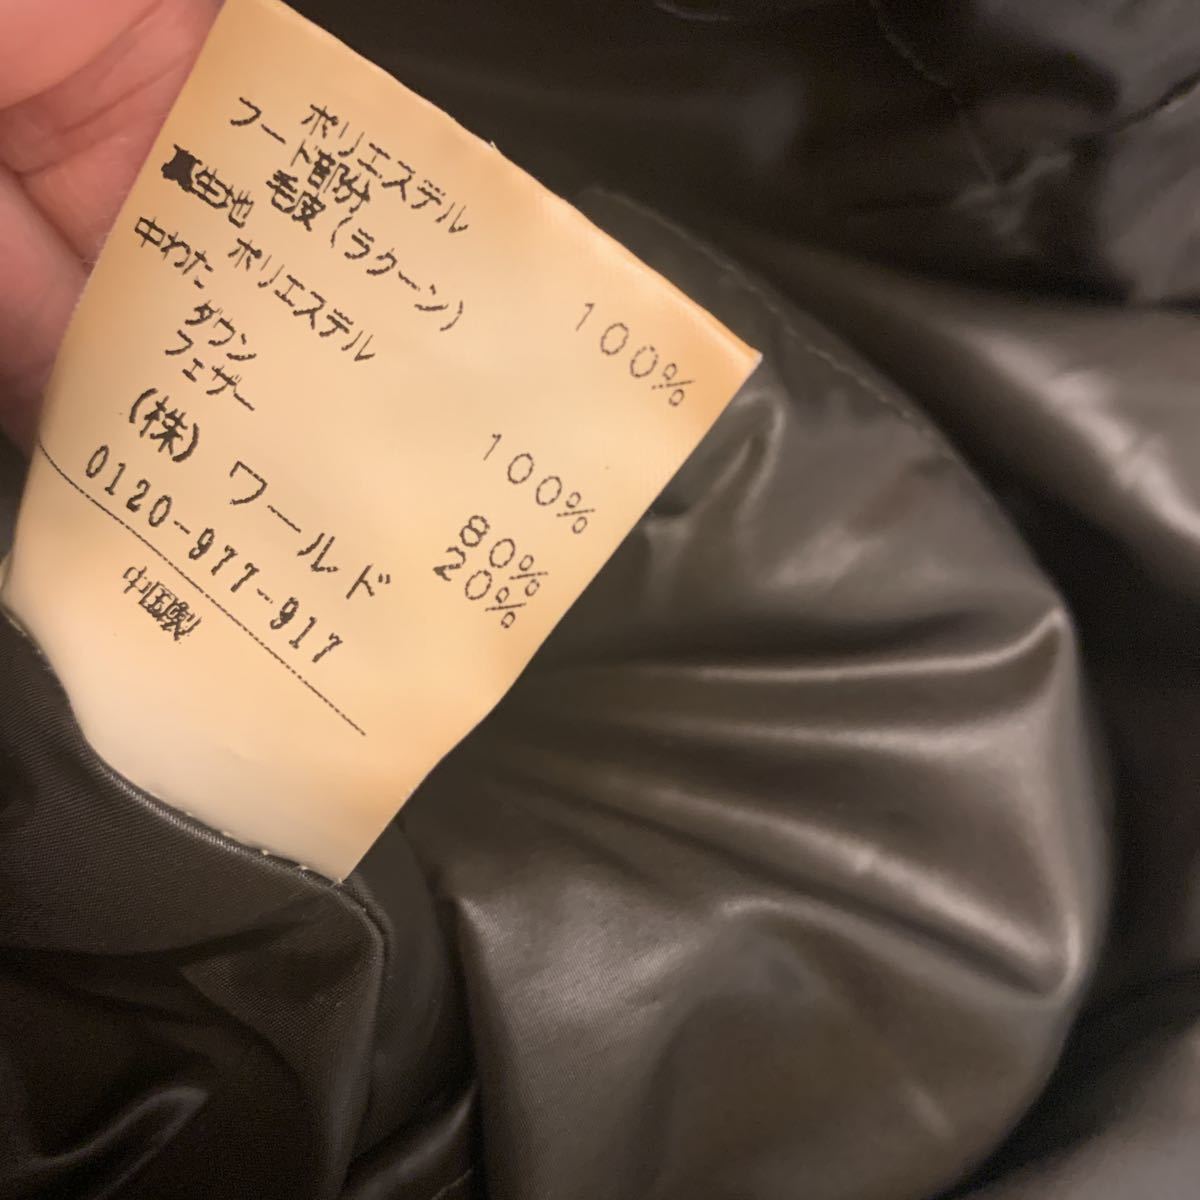 ポリエステル 100%
フード部分
毛皮(ラクーン)
裏生地 ポリエステル 100%
中わた
ダウン 80%
フェザー 20%
(株)ワールド
0120-977-917
中国製